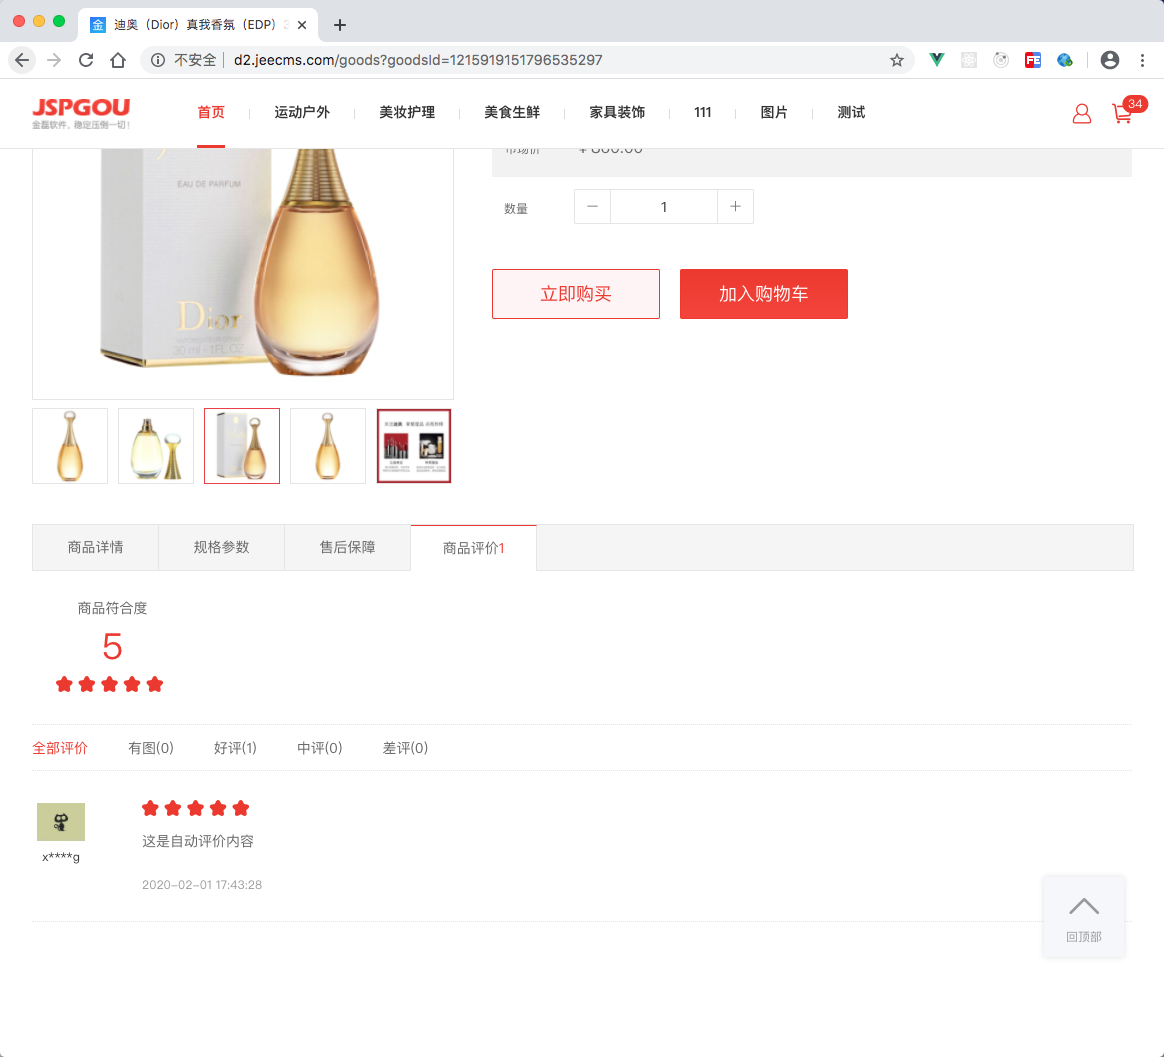 迪奥（Dior）真我香氛（EDP）3
不安全 d2.jeecms.com/goods?goodsId=1215919151796535297
FE
JSPGOU
金磊软件，稳定压倒一切！
首页 运动户外 美妆护理 美食生鲜 家具装饰 111 图片 测试
34
市场价 ¥ 800.00
EAU DE PARFUM
数量 1
立即购买 加入购物车
Dior
30 ml - 1FL.OZ
商品详情 规格参数 售后保障 商品评价1
商品符合度
5
全部评价 有图(0) 好评(1) 中评(0) 差评(0)
这是自动评价内容
x****g
2020-02-01 17:43:28
回顶部